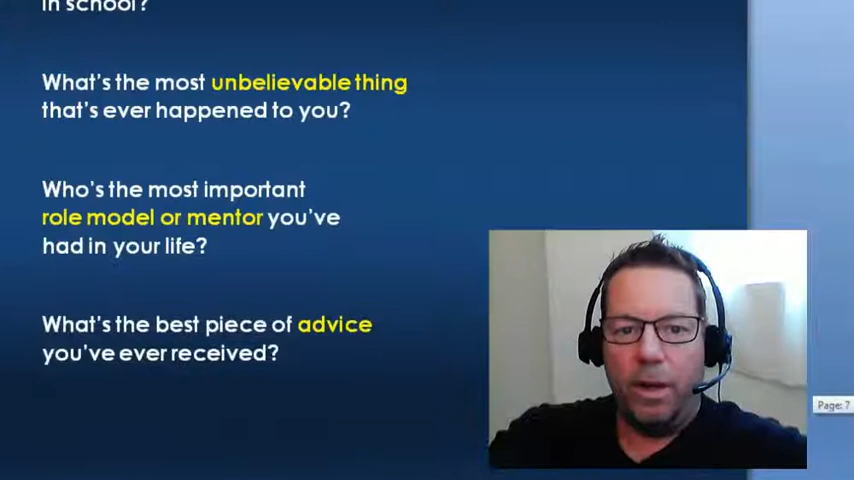 in school?
What's the most unbelievable thing
that's ever happened to you?
Who's the most important
role model or mentor you've
had in your life?
What's the best piece of advice
you've ever received?
Page: 7